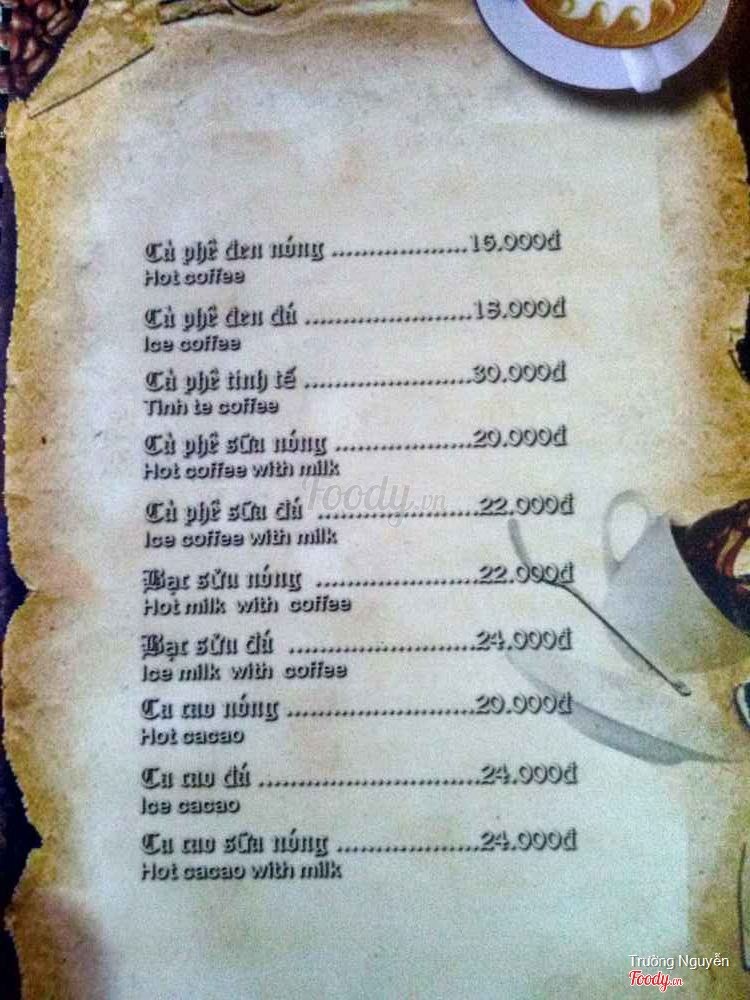 Cà phê đen nóng ..................16.000đ
Hot coffee
Cà phê đen đá ......................18.000đ
Ice coffee
Cà phê tinh tế ......................30.000đ
Tinh te coffee
Cà phê sữa nóng ..................20.000đ
Hot coffee with milk
Foody.vn
Cà phê sữa đá .....................22.000đ
Ice coffee with milk
Bạc sửu nóng .....................22.000đ
Hot milk with coffee
Bạc sửu đá .........................24.000đ
Ice milk with coffee
Ca cao nóng .........................20.000đ
Hot cacao
Ca cao đá .............................24.000đ
Ice cacao
Ca cao sữa nóng ...................24.000đ
Hot cacao with milk
Trường Nguyễn
Foody.vn